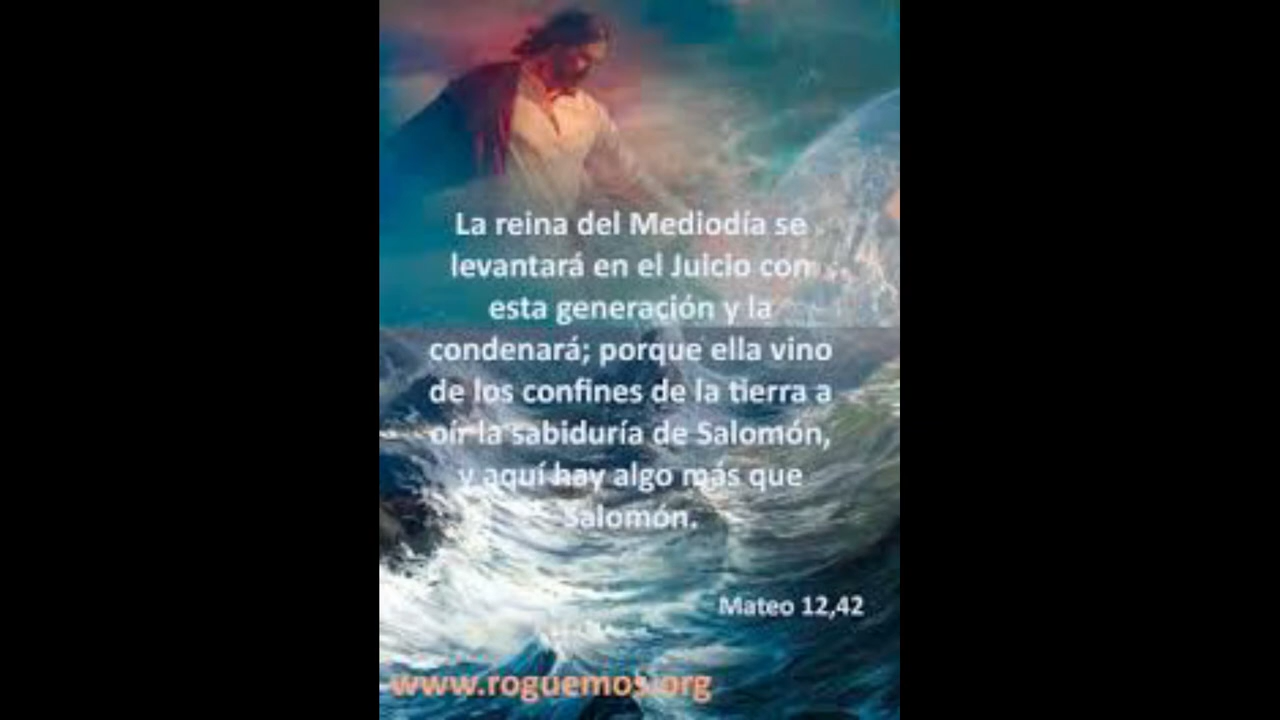 La reina del Mediodía se
levantará en el Juicio con
esta generación y la
condenará; porque ella vino
de los confines de la tierra a
oír la sabiduría de Salomón,
y aquí hay algo más que
Salomón.
Mateo 12,42
www.roguemos.org